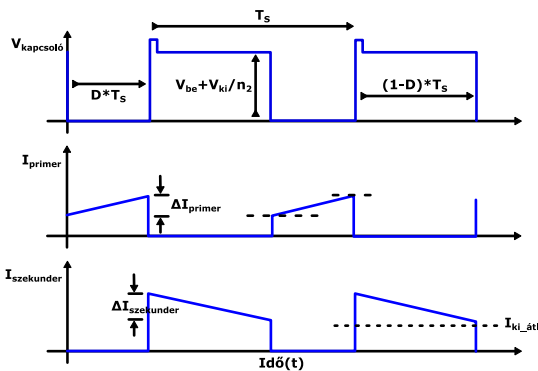 T_S
V_kapcsoló
D*T_S
V_be+V_ki/n_2
(1-D)*T_S
I_primer
ΔI_primer
I_szekunder
ΔI_szekunder
I_ki_átl
Idő(t)